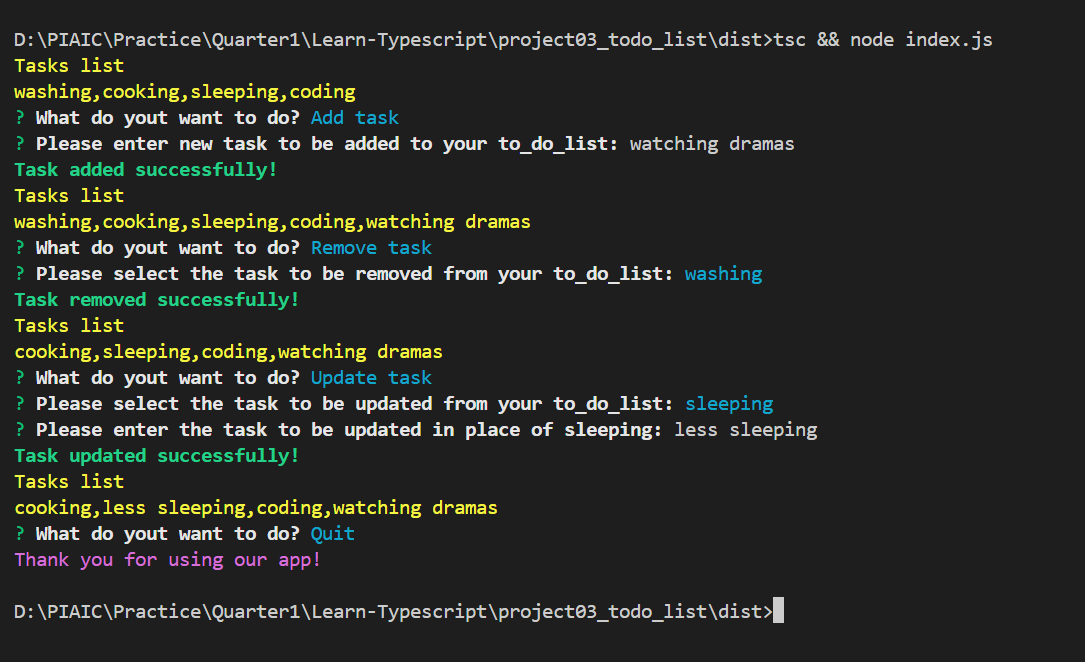 D:\PIAIC\Practice\Quarter1\Learn-Typescript\project03_todo_list\dist>tsc && node index.js
Tasks list
washing,cooking,sleeping,coding
? What do yout want to do? Add task
? Please enter new task to be added to your to_do_list: watching dramas
Task added successfully!
Tasks list
washing,cooking,sleeping,coding,watching dramas
? What do yout want to do? Remove task
? Please select the task to be removed from your to_do_list: washing
Task removed successfully!
Tasks list
cooking,sleeping,coding,watching dramas
? What do yout want to do? Update task
? Please select the task to be updated from your to_do_list: sleeping
? Please enter the task to be updated in place of sleeping: less sleeping
Task updated successfully!
Tasks list
cooking,less sleeping,coding,watching dramas
? What do yout want to do? Quit
Thank you for using our app!
D:\PIAIC\Practice\Quarter1\Learn-Typescript\project03_todo_list\dist>